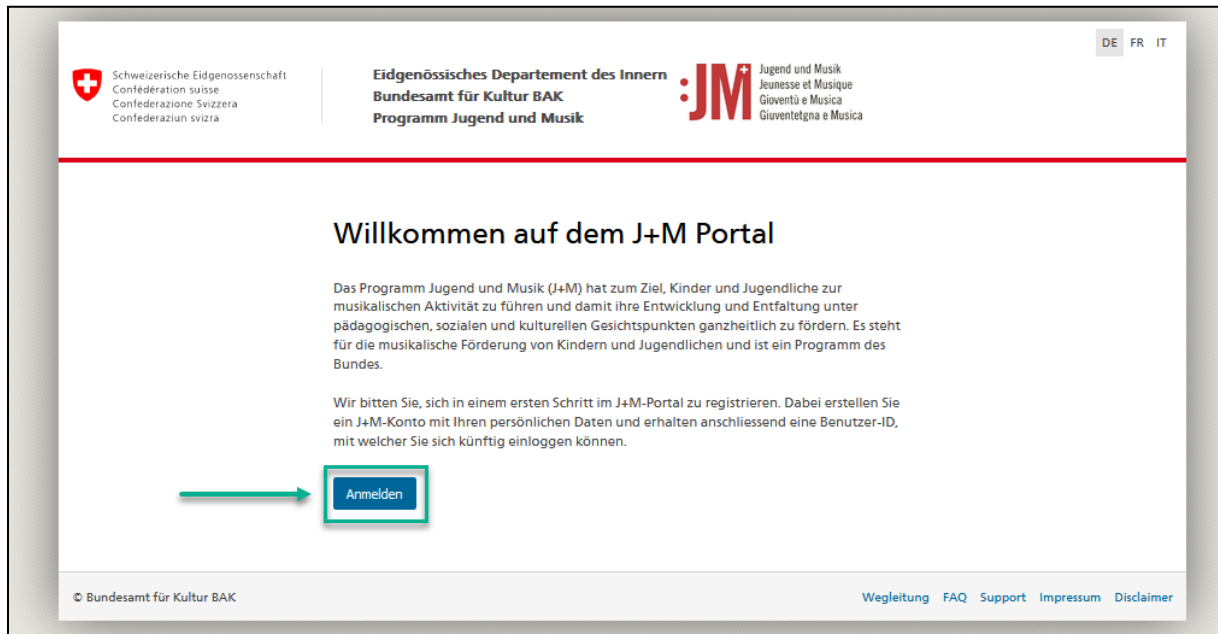 DE FR IT
Schweizerische Eidgenossenschaft
Confédération suisse
Confederazione Svizzera
Confederaziun svizra
Eidgenössisches Departement des Innern
Bundesamt für Kultur BAK
Programm Jugend und Musik
:JM
Jugend und Musik
Jeunesse et Musique
Gioventù e Musica
Giuventetgna e Musica
Willkommen auf dem J+M Portal
Das Programm Jugend und Musik (J+M) hat zum Ziel, Kinder und Jugendliche zur
musikalischen Aktivität zu führen und damit ihre Entwicklung und Entfaltung unter
pädagogischen, sozialen und kulturellen Gesichtspunkten ganzheitlich zu fördern. Es steht
für die musikalische Förderung von Kindern und Jugendlichen und ist ein Programm des
Bundes.
Wir bitten Sie, sich in einem ersten Schritt im J+M-Portal zu registrieren. Dabei erstellen Sie
ein J+M-Konto mit Ihren persönlichen Daten und erhalten anschliessend eine Benutzer-ID,
mit welcher Sie sich künftig einloggen können.
Anmelden
© Bundesamt für Kultur BAK
Wegleitung FAQ Support Impressum Disclaimer